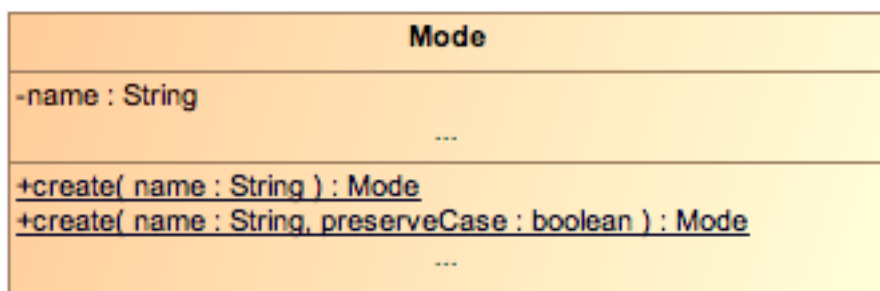 Mode
-name : String
...
+create( name : String ) : Mode
+create( name : String, preserveCase : boolean ) : Mode
...